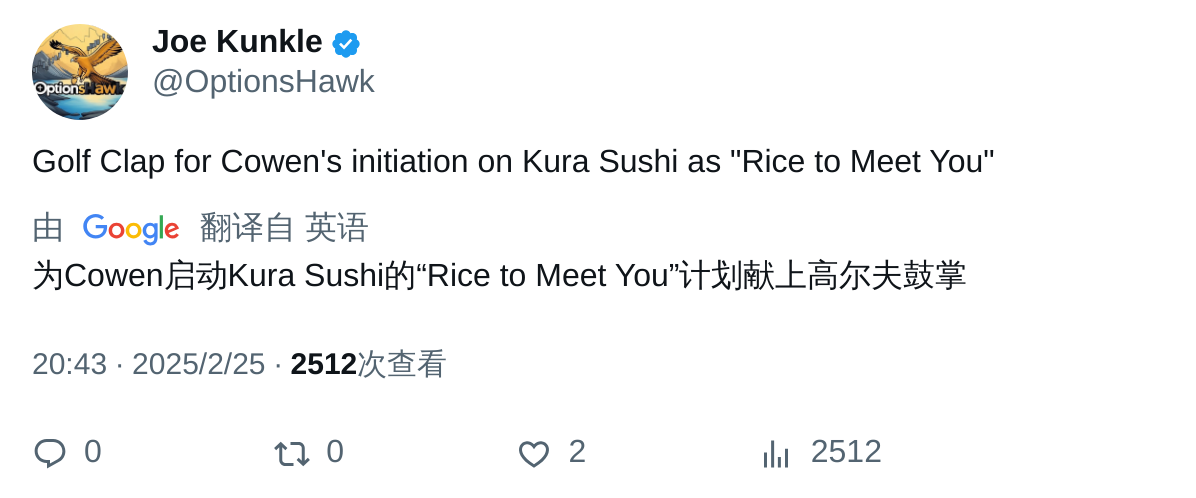 OptionsHawk
Joe Kunkle
@OptionsHawk
Golf Clap for Cowen's initiation on Kura Sushi as "Rice to Meet You"
由 Google 翻译自 英语
为Cowen启动Kura Sushi的“Rice to Meet You”计划献上高尔夫鼓掌
20:43 · 2025/2/25 · 2512次查看
0 0 2 2512